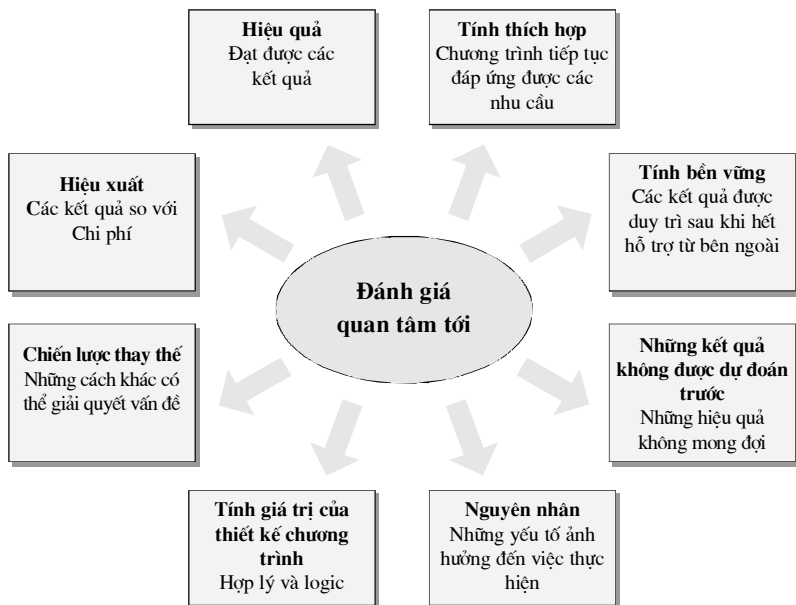 Hiệu quả
Đạt được các
kết quả
Tính thích hợp
Chương trình tiếp tục
đáp ứng được các
nhu cầu
Hiệu xuất
Các kết quả so với
Chi phí
Tính bền vững
Các kết quả được
duy trì sau khi hết
hỗ trợ từ bên ngoài
Đánh giá
quan tâm tới
Chiến lược thay thế
Những cách khác có
thể giải quyết vấn đề
Những kết quả
không được dự đoán
trước
Những hiệu quả
không mong đợi
Tính giá trị của
thiết kế chương
trình
Hợp lý và logic
Nguyên nhân
Những yếu tố ảnh
hưởng đến việc thực
hiện